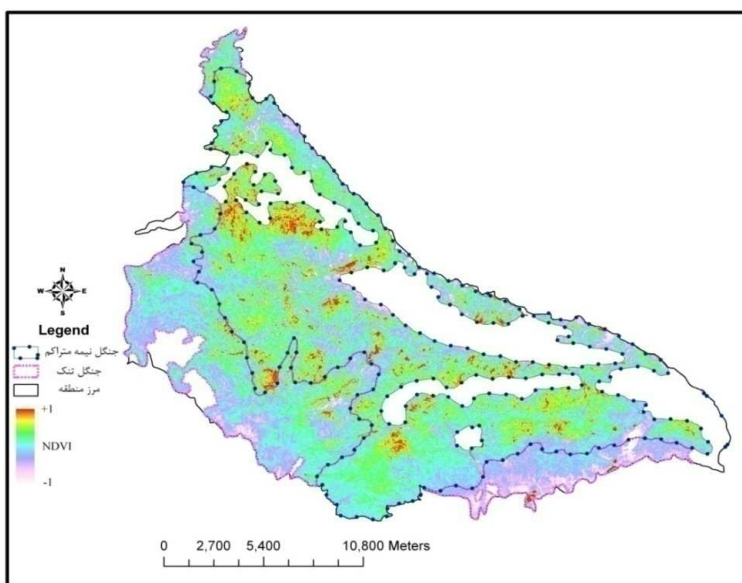 N
W E
S
Legend
جنگل نیمه متراکم
جنگل تنک
مرز منطقه
+1
NDVI
-1
0 2,700 5,400 10,800 Meters